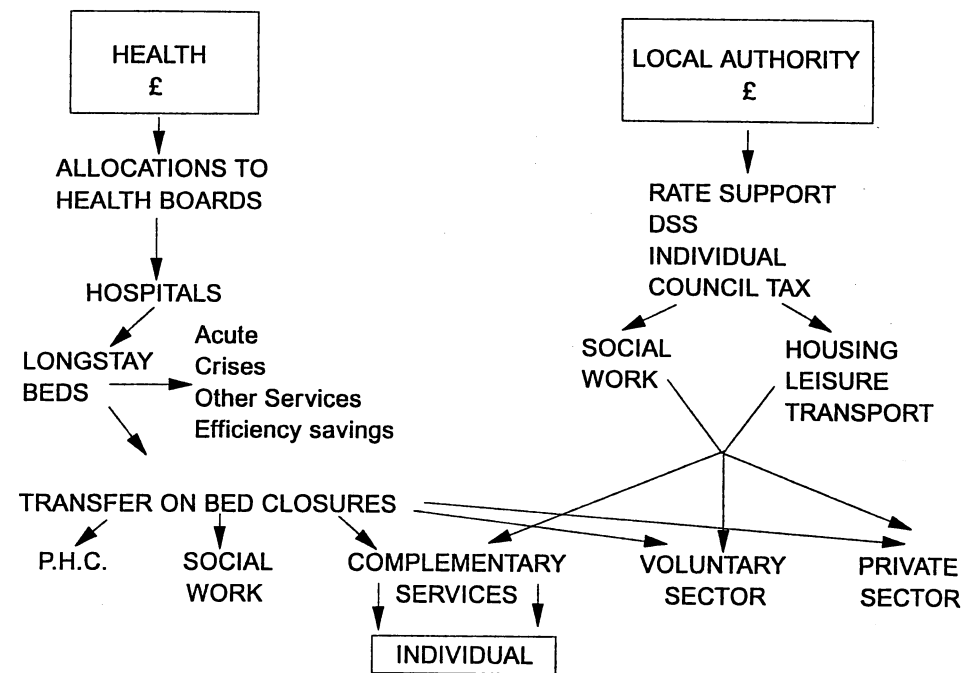 HEALTH
£
ALLOCATIONS TO
HEALTH BOARDS
HOSPITALS
LONGSTAY
BEDS
Acute
Crises
Other Services
Efficiency savings
LOCAL AUTHORITY
£
RATE SUPPORT
DSS
INDIVIDUAL
COUNCIL TAX
SOCIAL
WORK
HOUSING
LEISURE
TRANSPORT
TRANSFER ON BED CLOSURES
P.H.C.
SOCIAL
WORK
COMPLEMENTARY
SERVICES
VOLUNTARY
SECTOR
PRIVATE
SECTOR
INDIVIDUAL